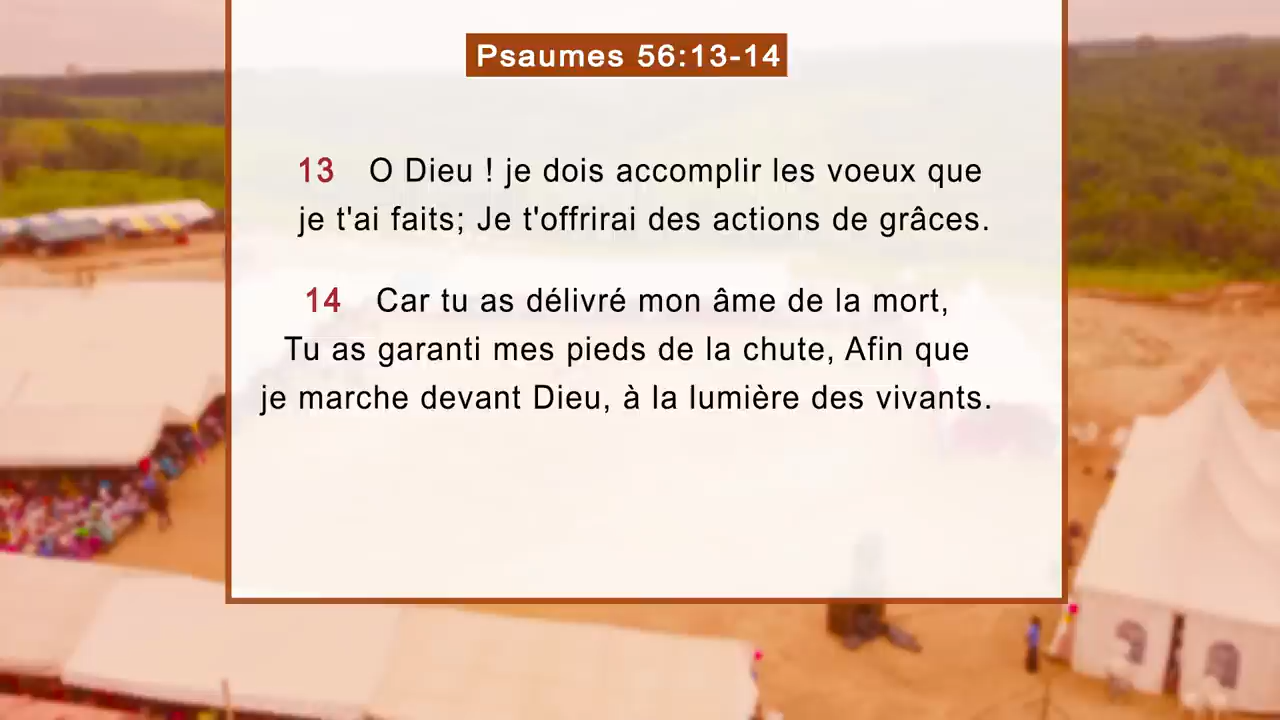 Psaumes 56:13-14
13 O Dieu ! je dois accomplir les voeux que
je t'ai faits; Je t'offrirai des actions de grâces.
14 Car tu as délivré mon âme de la mort,
Tu as garanti mes pieds de la chute, Afin que
je marche devant Dieu, à la lumière des vivants.